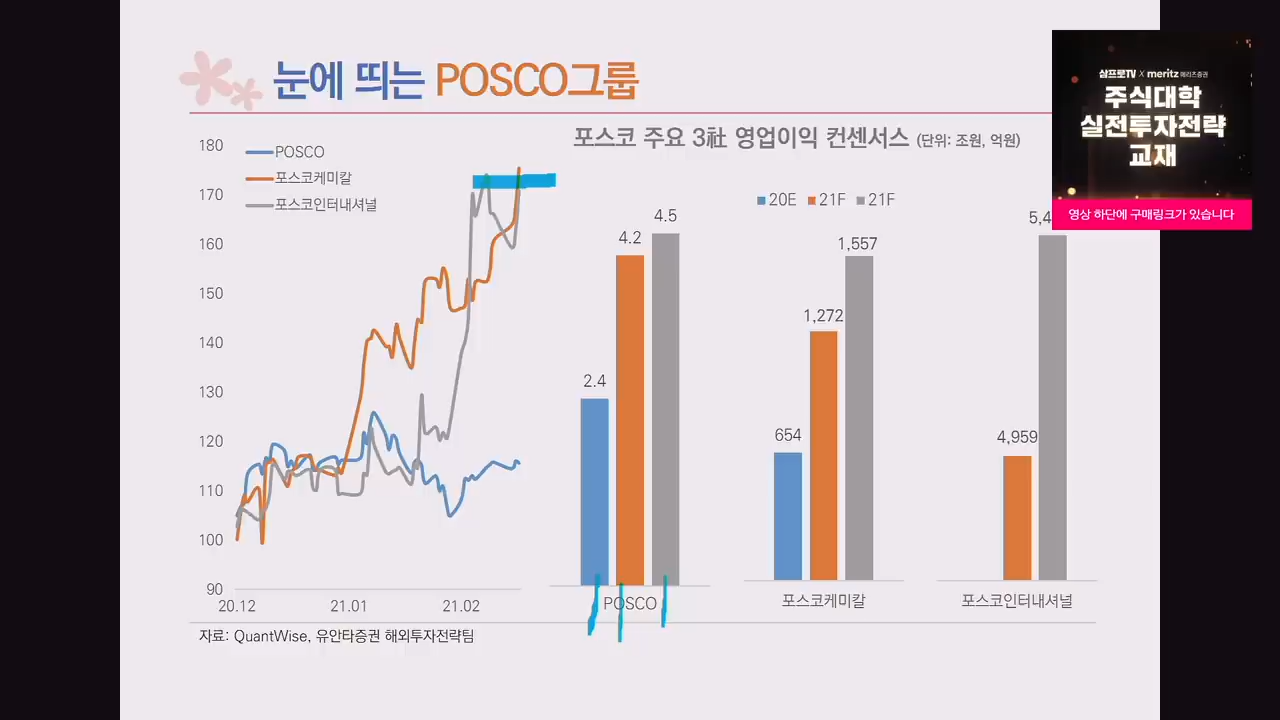 눈에 띄는 POSCO그룹
삼프로TV X meritz 메리츠증권
주식대학
실전투자전략
교재
영상 하단에 구매링크가 있습니다
180
170
160
150
140
130
120
110
100
90
20.12 21.01 21.02
POSCO
포스코케미칼
포스코인터내셔널
포스코 주요 3社 영업이익 컨센서스 (단위: 조원, 억원)
20E 21F 21F
2.4 4.2 4.5
654 1,272 1,557
4,959 5,4
POSCO 포스코케미칼 포스코인터내셔널
자료: QuantWise, 유안타증권 해외투자전략팀